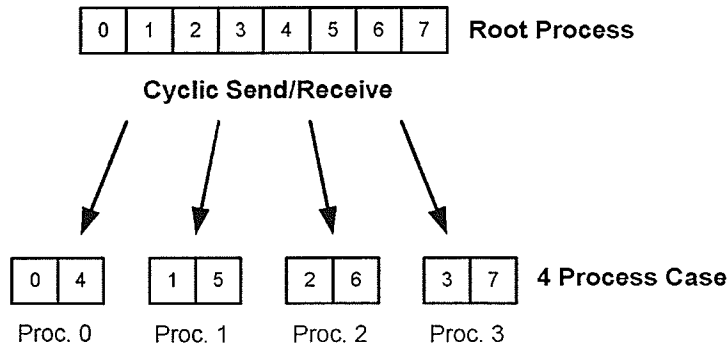 0 1 2 3 4 5 6 7 Root Process
Cyclic Send/Receive
0 4 1 5 2 6 3 7 4 Process Case
Proc. 0 Proc. 1 Proc. 2 Proc. 3